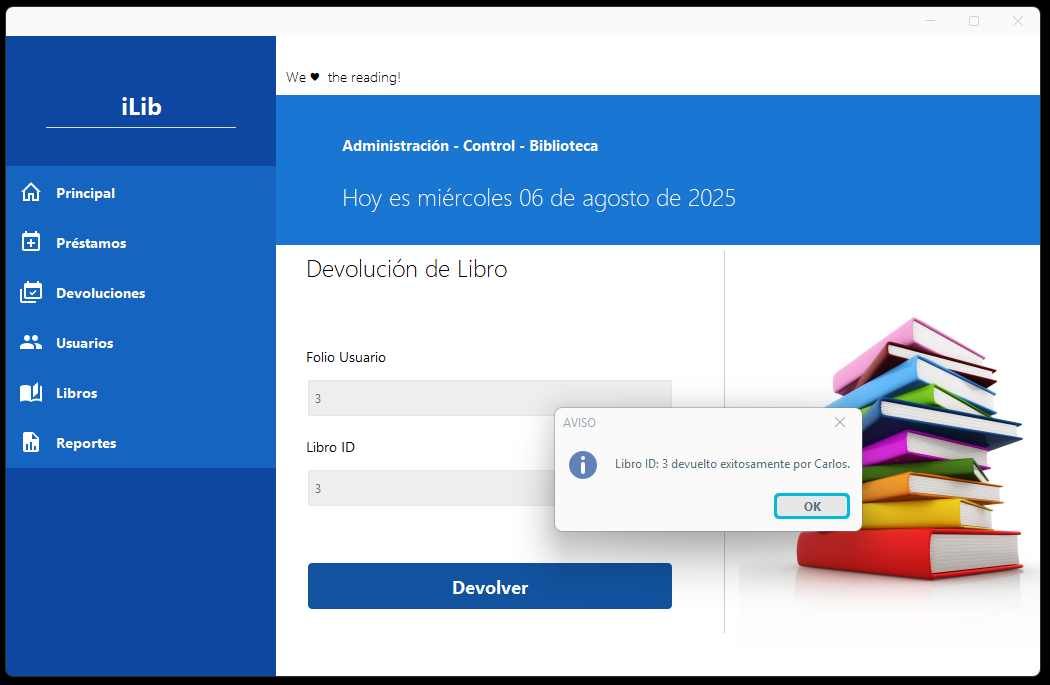 We ♥ the reading!
iLib
Administración - Control - Biblioteca
Hoy es miércoles 06 de agosto de 2025
Principal
Préstamos
Devoluciones
Usuarios
Libros
Reportes
Devolución de Libro
Folio Usuario
3
Libro ID
3
AVISO
Libro ID: 3 devuelto exitosamente por Carlos.
OK
Devolver